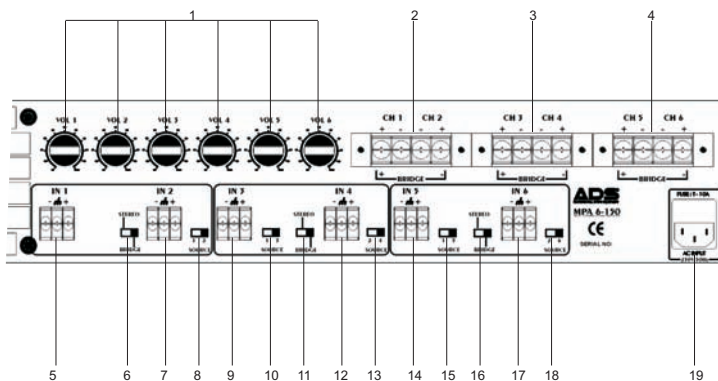 1 2 3 4
VOL 1 VOL 2 VOL 3 VOL 4 VOL 5 VOL 6
CH 1 CH 2 CH 3 CH 4 CH 5 CH 6
+ - - + + - - + + - - +
+ BRIDGE - + BRIDGE - + BRIDGE -
IN 1 IN 2 IN 3 IN 4 IN 5 IN 6
- + - + - + - + - + - +
STEREO STEREO STEREO
BRIDGE SOURCE SOURCE BRIDGE SOURCE SOURCE BRIDGE SOURCE
ADS
MPA 6-150
CE
SERIAL NO
AC INPUT
5 6 7 8 9 10 11 12 13 14 15 16 17 18 19